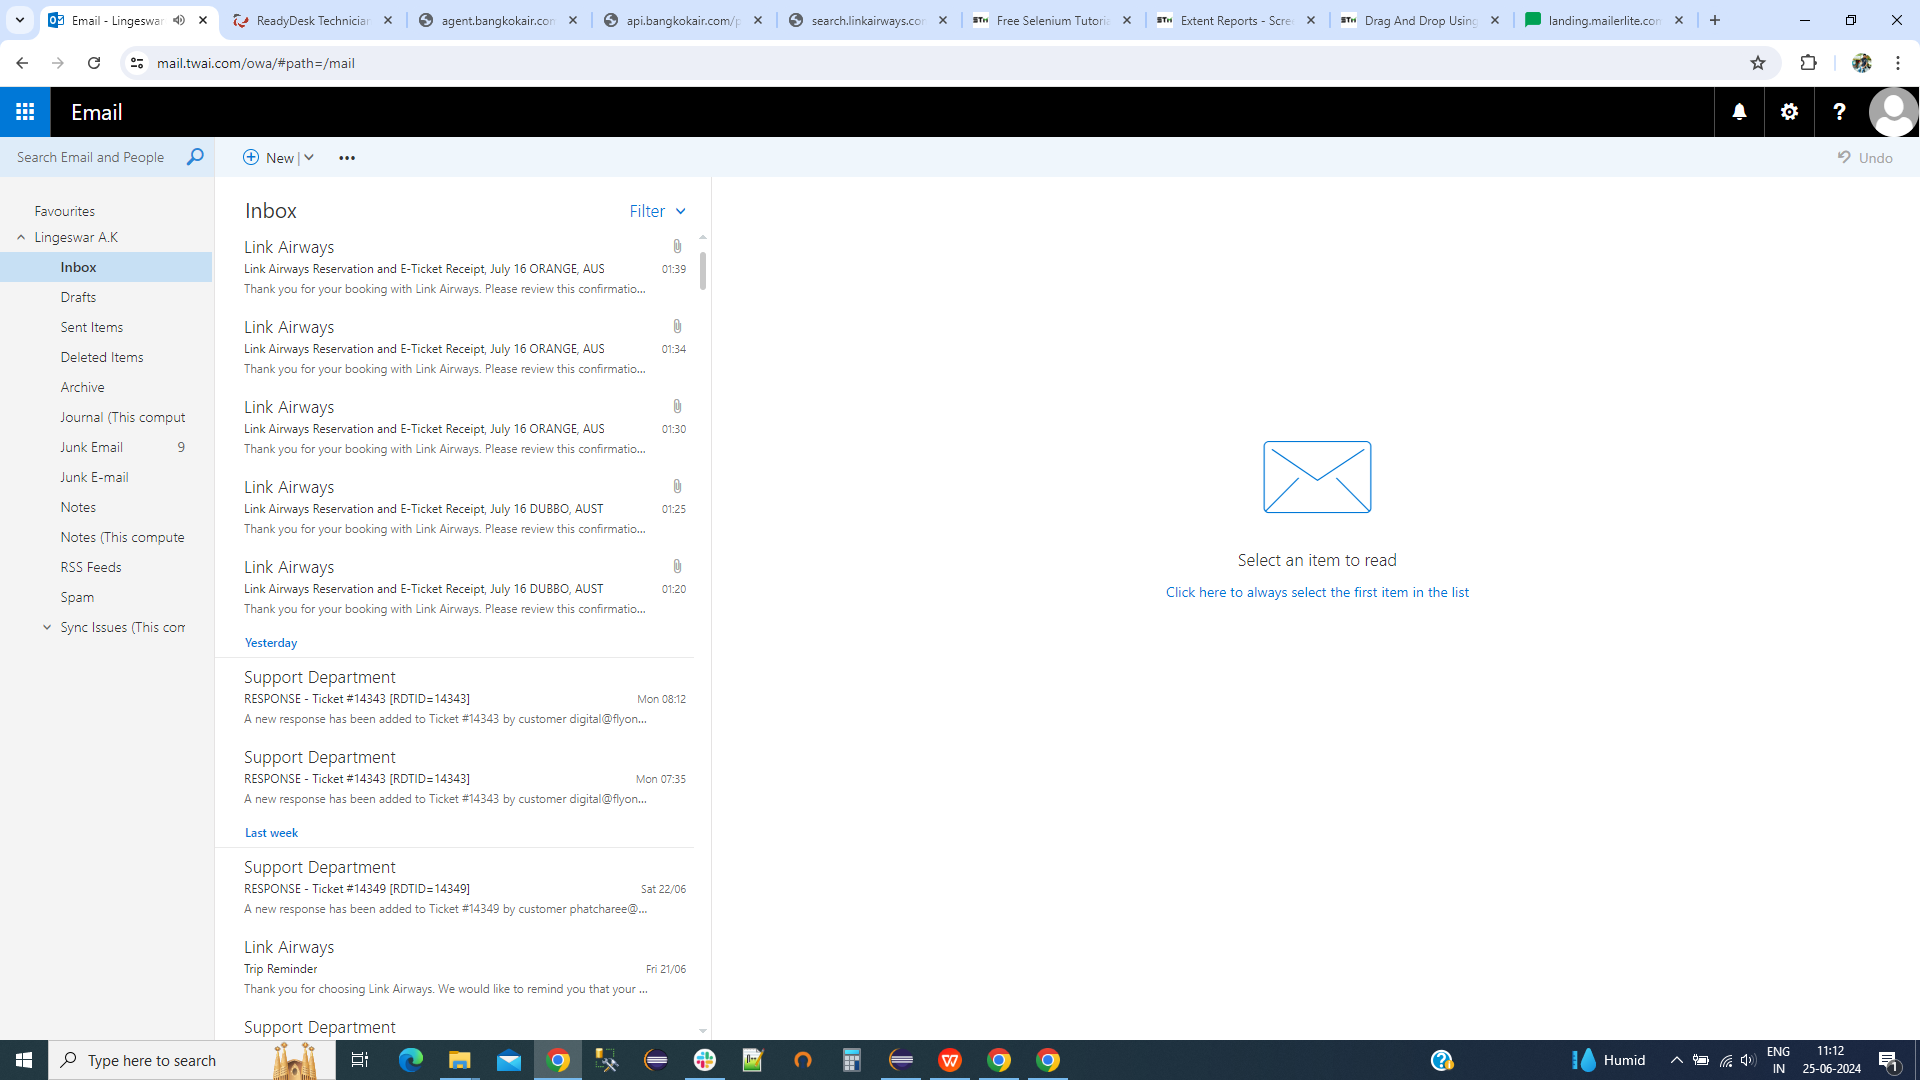 Email - Lingeswar
ReadyDesk Technician
agent.bangkokair.com
api.bangkokair.com/p
search.linkairways.com
STM Free Selenium Tutoria
STM Extent Reports - Scre
STM Drag And Drop Using
landing.mailerlite.com
mail.twai.com/owa/#path=/mail
Email
?
Search Email and People
New
Undo
Favourites
Lingeswar A.K
Inbox
Drafts
Sent Items
Deleted Items
Archive
Journal (This comput
Junk Email 9
Junk E-mail
Notes
Notes (This compute
RSS Feeds
Spam
Sync Issues (This com
Inbox
Filter
Link Airways
Link Airways Reservation and E-Ticket Receipt, July 16 ORANGE, AUS 01:39
Thank you for your booking with Link Airways. Please review this confirmatio...
Link Airways
Link Airways Reservation and E-Ticket Receipt, July 16 ORANGE, AUS 01:34
Thank you for your booking with Link Airways. Please review this confirmatio...
Link Airways
Link Airways Reservation and E-Ticket Receipt, July 16 ORANGE, AUS 01:30
Thank you for your booking with Link Airways. Please review this confirmatio...
Link Airways
Link Airways Reservation and E-Ticket Receipt, July 16 DUBBO, AUST 01:25
Thank you for your booking with Link Airways. Please review this confirmatio...
Link Airways
Link Airways Reservation and E-Ticket Receipt, July 16 DUBBO, AUST 01:20
Thank you for your booking with Link Airways. Please review this confirmatio...
Yesterday
Support Department
RESPONSE - Ticket #14343 [RDTID=14343] Mon 08:12
A new response has been added to Ticket #14343 by customer digital@flyon...
Support Department
RESPONSE - Ticket #14343 [RDTID=14343] Mon 07:35
A new response has been added to Ticket #14343 by customer digital@flyon...
Last week
Support Department
RESPONSE - Ticket #14349 [RDTID=14349] Sat 22/06
A new response has been added to Ticket #14349 by customer phatcharee@...
Link Airways
Trip Reminder Fri 21/06
Thank you for choosing Link Airways. We would like to remind you that your ...
Support Department
Select an item to read
Click here to always select the first item in the list
Type here to search
Humid
ENG
IN
11:12
25-06-2024
1